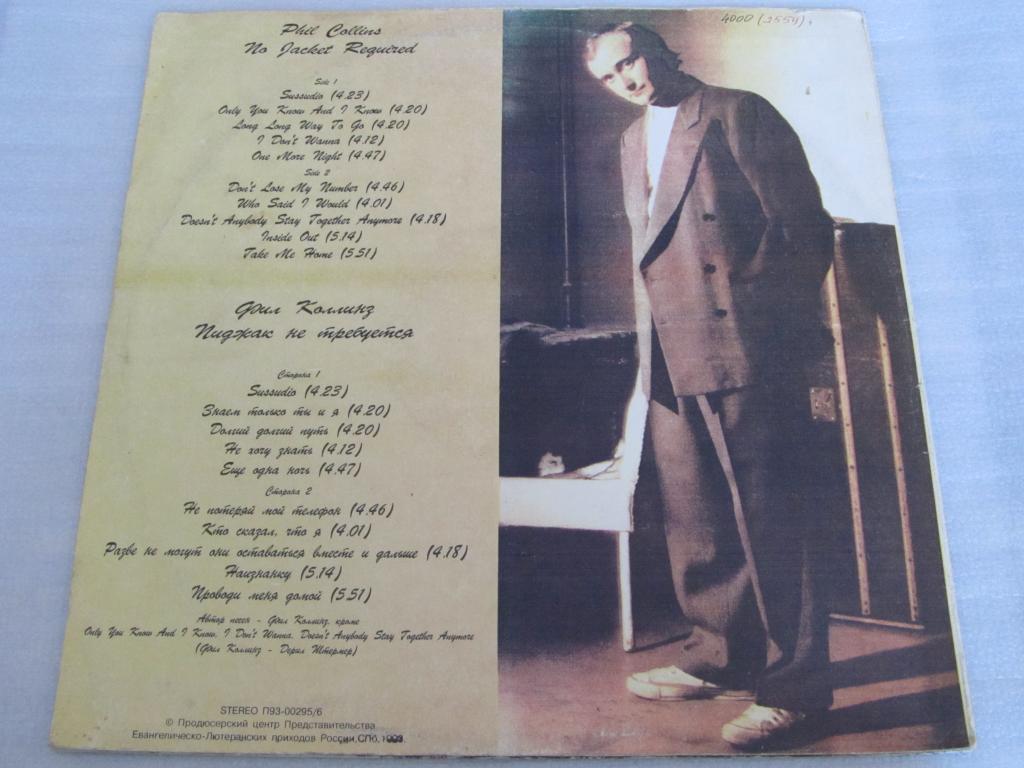 4000 (2554).
Phil Collins
No Jacket Required
Side 1
Sussudio (4.23)
Only You Know And I Know (4.20)
Long Long Way To Go (4.20)
I Don't Wanna (4.12)
One More Night (4.47)
Side 2
Don't Lose My Number (4.46)
Who Said I Would (4.01)
Doesn't Anybody Stay Together Anymore (4.18)
Inside Out (5.14)
Take Me Home (5.51)
Фил Коллинз
Пиджак не требуется
Сторона 1
Sussudio (4.23)
Знаем только ты и я (4.20)
Долгий долгий путь (4.20)
Не хочу знать (4.12)
Еще одна ночь (4.47)
Сторона 2
Не потеряй мой телефон (4.46)
Кто сказал, что я (4.01)
Разве не могут они оставаться вместе и дальше (4.18)
Наизнанку (5.14)
Проводи меня домой (5.51)
Автор песен - Фил Коллинз, кроме
Only You Know And I Know, I Don't Wanna, Doesn't Anybody Stay Together Anymore
(Фил Коллинз - Дерил Штермер)
STEREO П93-00295/6
© Продюсерский центр Представительства
Евангелическо-Лютеранских приходов России,СПб, 1993